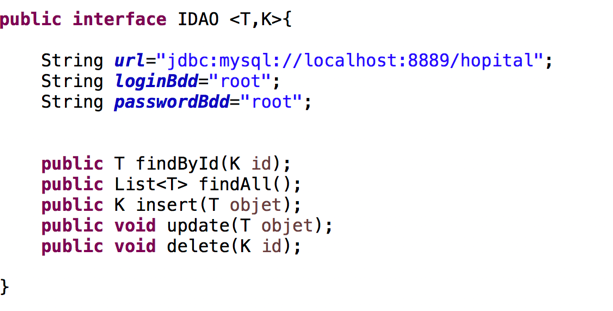 public interface IDAO <T,K>{
String url="jdbc:mysql://localhost:8889/hopital";
String loginBdd="root";
String passwordBdd="root";
public T findById(K id);
public List<T> findAll();
public K insert(T objet);
public void update(T objet);
public void delete(K id);
}